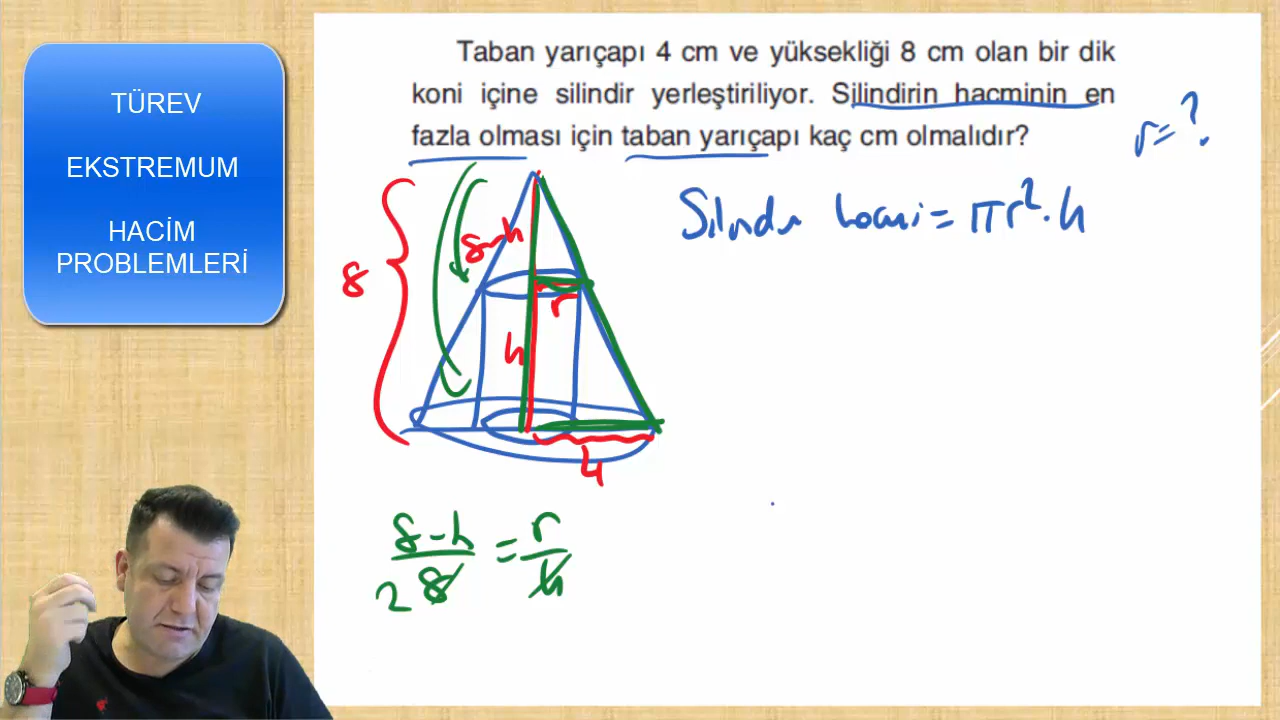 TÜREV
EKSTREMUM
HACİM
PROBLEMLERİ
Taban yarıçapı 4 cm ve yüksekliği 8 cm olan bir dik
koni içine silindir yerleştiriliyor. Silindirin hacminin en
fazla olması için taban yarıçapı kaç cm olmalıdır?
r=?
= πr²·h
8
8-h
r
h
4
8-h = r
2 8 4